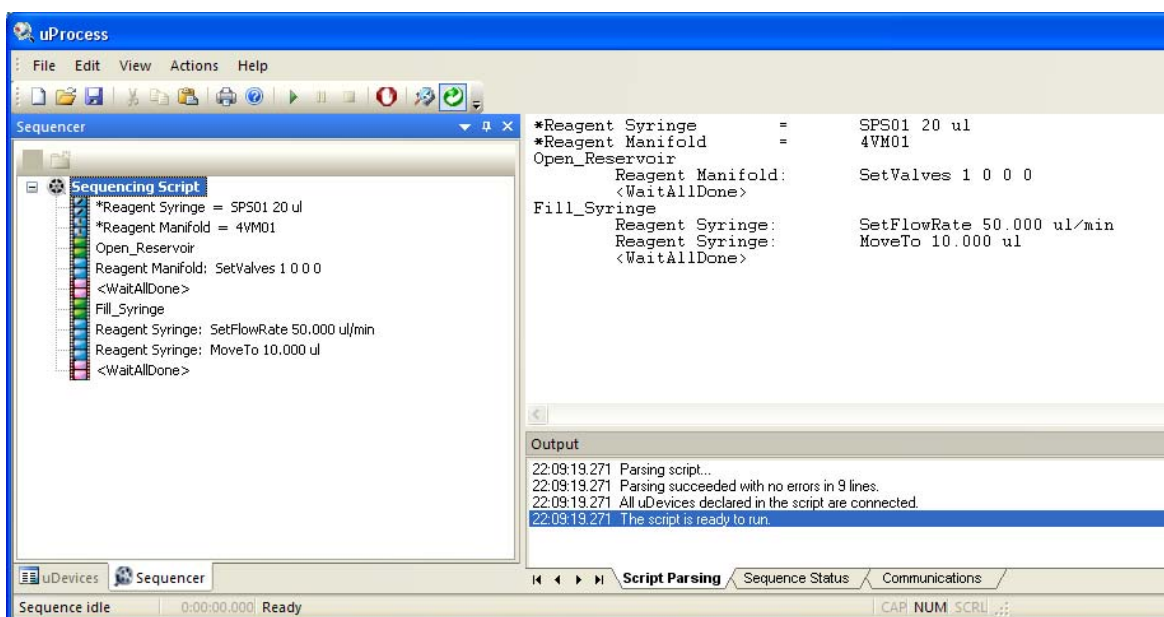 uProcess
File Edit View Actions Help
Sequencer
Sequencing Script
*Reagent Syringe = SPS01 20 ul
*Reagent Manifold = 4VM01
Open_Reservoir
Reagent Manifold: SetValves 1 0 0 0
<WaitAllDone>
Fill_Syringe
Reagent Syringe: SetFlowRate 50.000 ul/min
Reagent Syringe: MoveTo 10.000 ul
<WaitAllDone>
uDevices Sequencer
*Reagent Syringe = SPS01 20 ul
*Reagent Manifold = 4VM01
Open_Reservoir
Reagent Manifold: SetValves 1 0 0 0
<WaitAllDone>
Fill_Syringe
Reagent Syringe: SetFlowRate 50.000 ul/min
Reagent Syringe: MoveTo 10.000 ul
<WaitAllDone>
Output
22:09:19.271 Parsing script...
22:09:19.271 Parsing succeeded with no errors in 9 lines.
22:09:19.271 All uDevices declared in the script are connected.
22:09:19.271 The script is ready to run.
Script Parsing Sequence Status Communications
Sequence idle 0:00:00.000 Ready CAP NUM SCRL